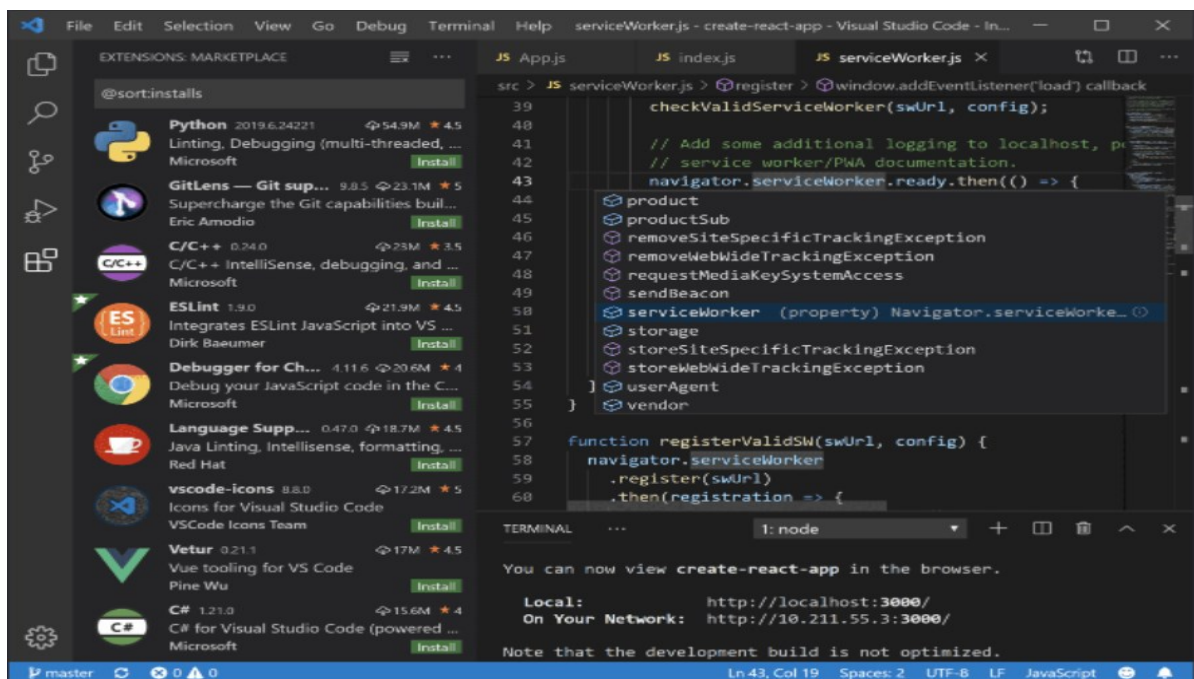 File Edit Selection View Go Debug Terminal Help serviceWorker.js - create-react-app - Visual Studio Code - In...
EXTENSIONS: MARKETPLACE
@sort:installs
Python 2019.6.24221 54.9M 4.5
Linting, Debugging (multi-threaded, ...
Microsoft Install
GitLens — Git sup... 9.8.5 23.1M 5
Supercharge the Git capabilities buil...
Eric Amodio Install
C/C++ 0.24.0 23M 3.5
C/C++
C/C++ IntelliSense, debugging, and ...
Microsoft Install
ESLint 1.9.0 21.9M 4.5
ES
Lint
Integrates ESLint JavaScript into VS ...
Dirk Baeumer Install
Debugger for Ch... 4.11.6 20.6M 4
Debug your JavaScript code in the C...
Microsoft Install
Language Supp... 0.47.0 18.7M 4.5
Java Linting, Intellisense, formatting, ...
Red Hat Install
vscode-icons 8.8.0 17.2M 5
Icons for Visual Studio Code
VSCode Icons Team Install
Vetur 0.21.1 17M 4.5
Vue tooling for VS Code
Pine Wu Install
C# 1.21.0 15.6M 4
C#
C# for Visual Studio Code (powered ...
Microsoft Install
JS App.js JS index.js JS serviceWorker.js
src > JS serviceWorker.js > register > window.addEventListener('load') callback
39 checkValidServiceWorker(swUrl, config);
40
41 // Add some additional logging to localhost, p
42 // service worker/PWA documentation.
43 navigator.serviceWorker.ready.then(() => {
44 product
45 productSub
46 removeSiteSpecificTrackingException
47 removeWebWideTrackingException
48 requestMediaKeySystemAccess
49 sendBeacon
50 serviceWorker (property) Navigator.serviceWorke...
51 storage
52 storeSiteSpecificTrackingException
53 storeWebWideTrackingException
54 } userAgent
55 } vendor
56
57 function registerValidSW(swUrl, config) {
58 navigator.serviceWorker
59 .register(swUrl)
60 .then(registration => {
TERMINAL ... 1: node
You can now view create-react-app in the browser.
Local: http://localhost:3000/
On Your Network: http://10.211.55.3:3000/
Note that the development build is not optimized.
master 0 0 Ln 43, Col 19 Spaces: 2 UTF-8 LF JavaScript